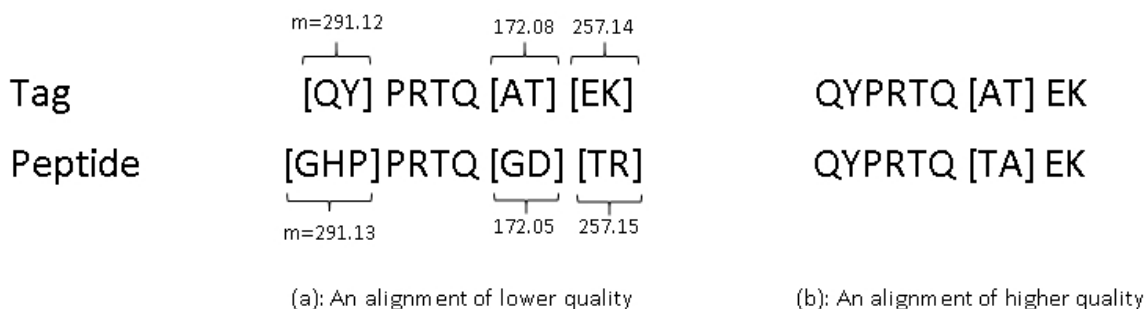 m=291.12 172.08 257.14
Tag [QY] PRTQ [AT] [EK] QYPRTQ [AT] EK
Peptide [GHP]PRTQ [GD] [TR] QYPRTQ [TA] EK
m=291.13 172.05 257.15
(a): An alignment of lower quality (b): An alignment of higher quality